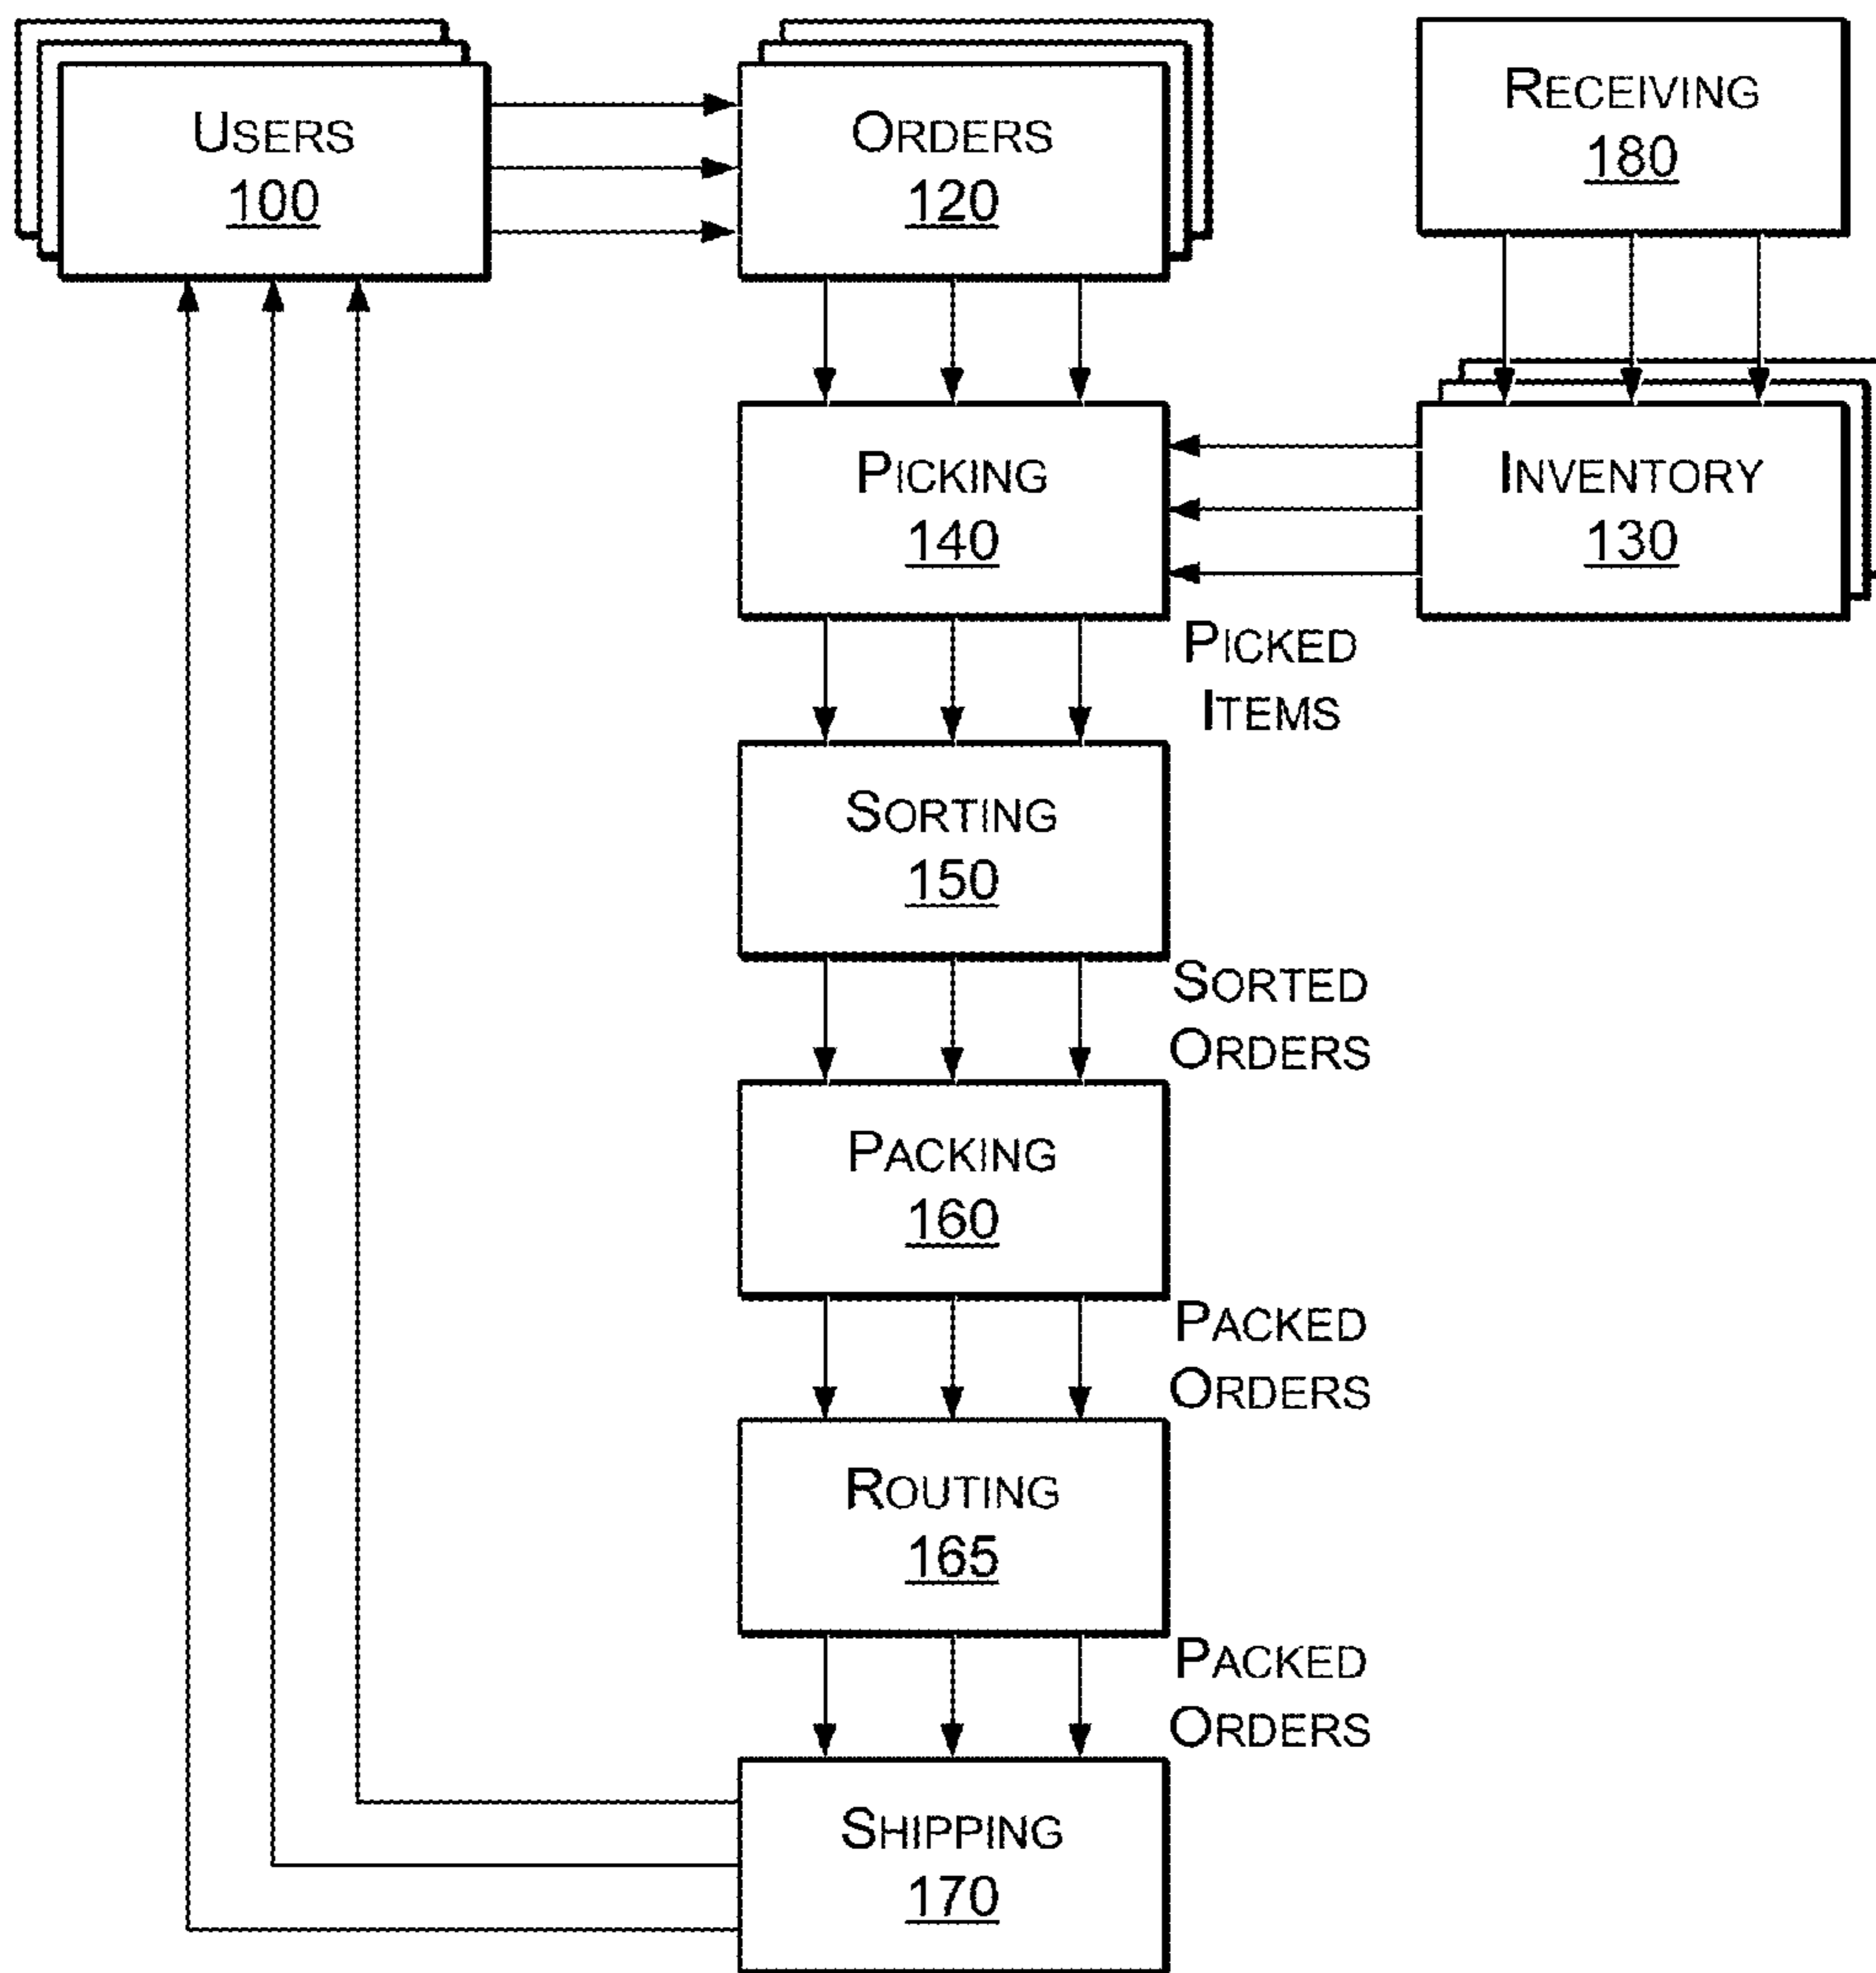 USERS
100
ORDERS
120
RECEIVING
180
PICKING
140
INVENTORY
130
PICKED
ITEMS
SORTING
150
SORTED
ORDERS
PACKING
160
PACKED
ORDERS
ROUTING
165
PACKED
ORDERS
SHIPPING
170